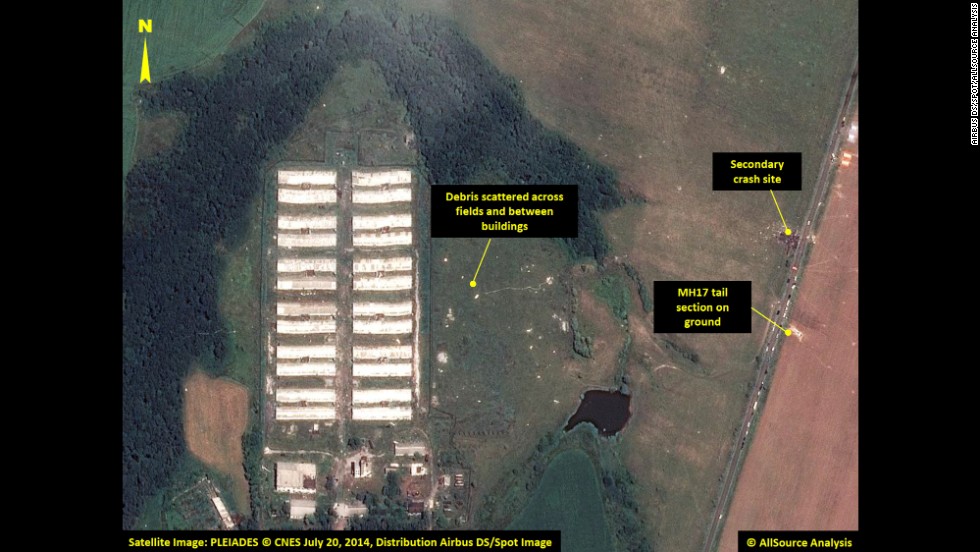 N
AIRBUS DS/SPOT/ALLSOURCE ANALYSIS
Secondary
crash site
Debris scattered across
fields and between
buildings
MH17 tail
section on
ground
Satellite Image: PLEIADES © CNES July 20, 2014, Distribution Airbus DS/Spot Image
© AllSource Analysis